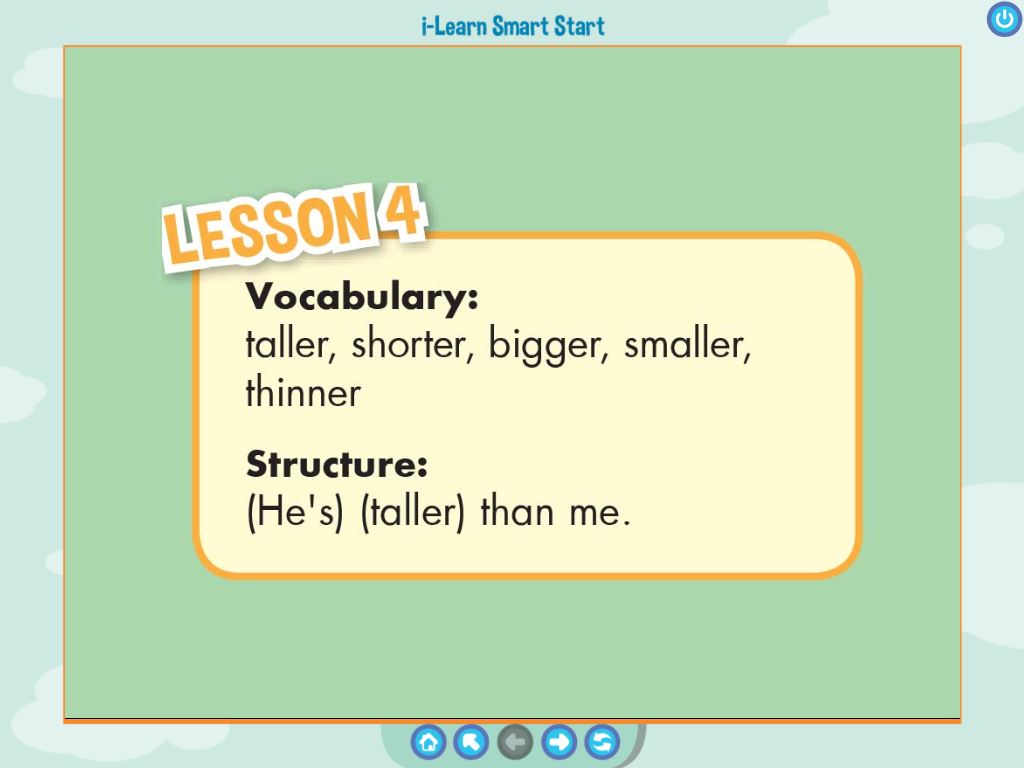 i-Learn Smart Start
LESSON 4
Vocabulary:
taller, shorter, bigger, smaller,
thinner
Structure:
(He's) (taller) than me.